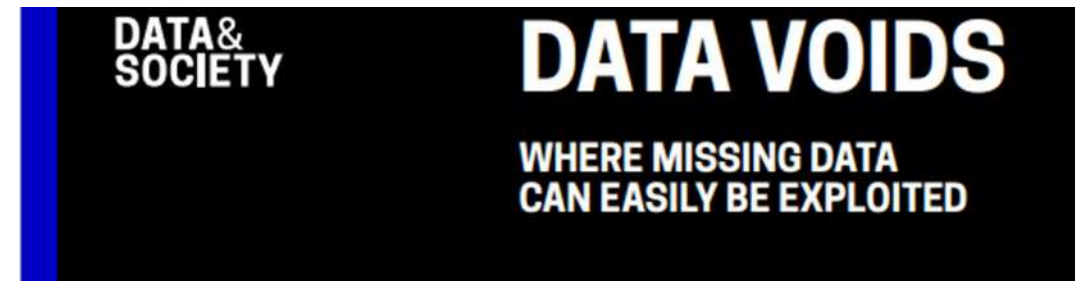 DATA&
SOCIETY
DATA VOIDS
WHERE MISSING DATA
CAN EASILY BE EXPLOITED